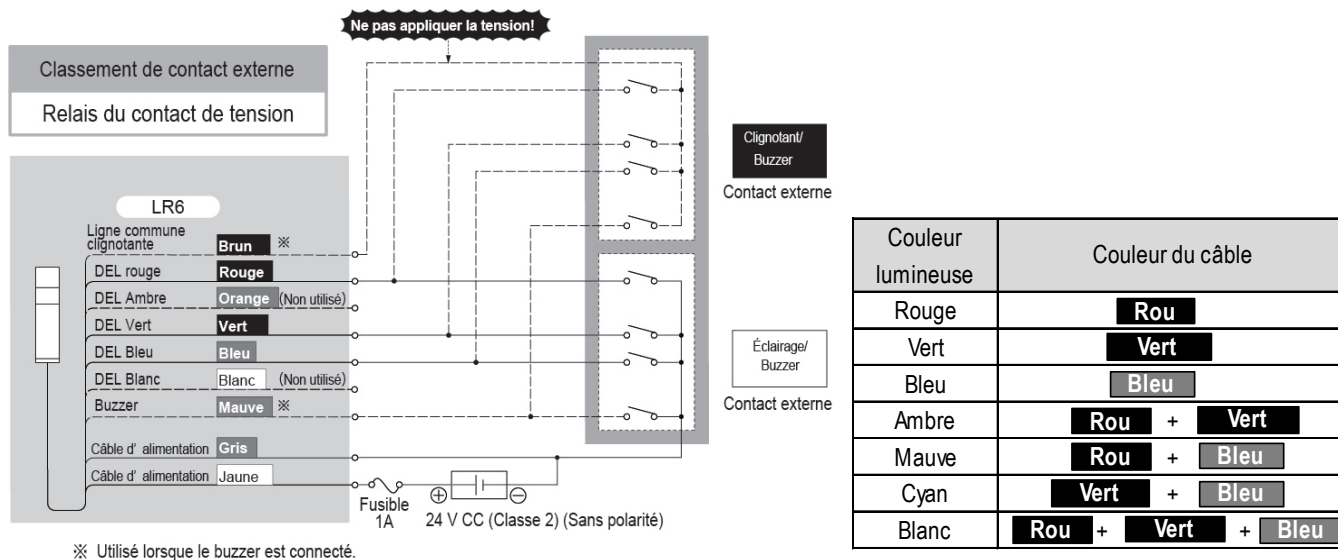 Ne pas appliquer la tension!
Classement de contact externe
Relais du contact de tension
Clignotant/
Buzzer
Contact externe
LR6
Ligne commune
clignotante
Brun ※
DEL rouge Rouge
DEL Ambre Orange (Non utilisé)
DEL Vert Vert
DEL Bleu Bleu
DEL Blanc Blanc (Non utilisé)
Buzzer Mauve ※
Câble d' alimentation Gris
Câble d' alimentation Jaune
Éclairage/
Buzzer
Contact externe
Fusible
1A
24 V CC (Classe 2) (Sans polarité)
※ Utilisé lorsque le buzzer est connecté.
Couleur
lumineuse
Couleur du câble
Rouge Rou
Vert Vert
Bleu Bleu
Ambre Rou + Vert
Mauve Rou + Bleu
Cyan Vert + Bleu
Blanc Rou + Vert + Bleu